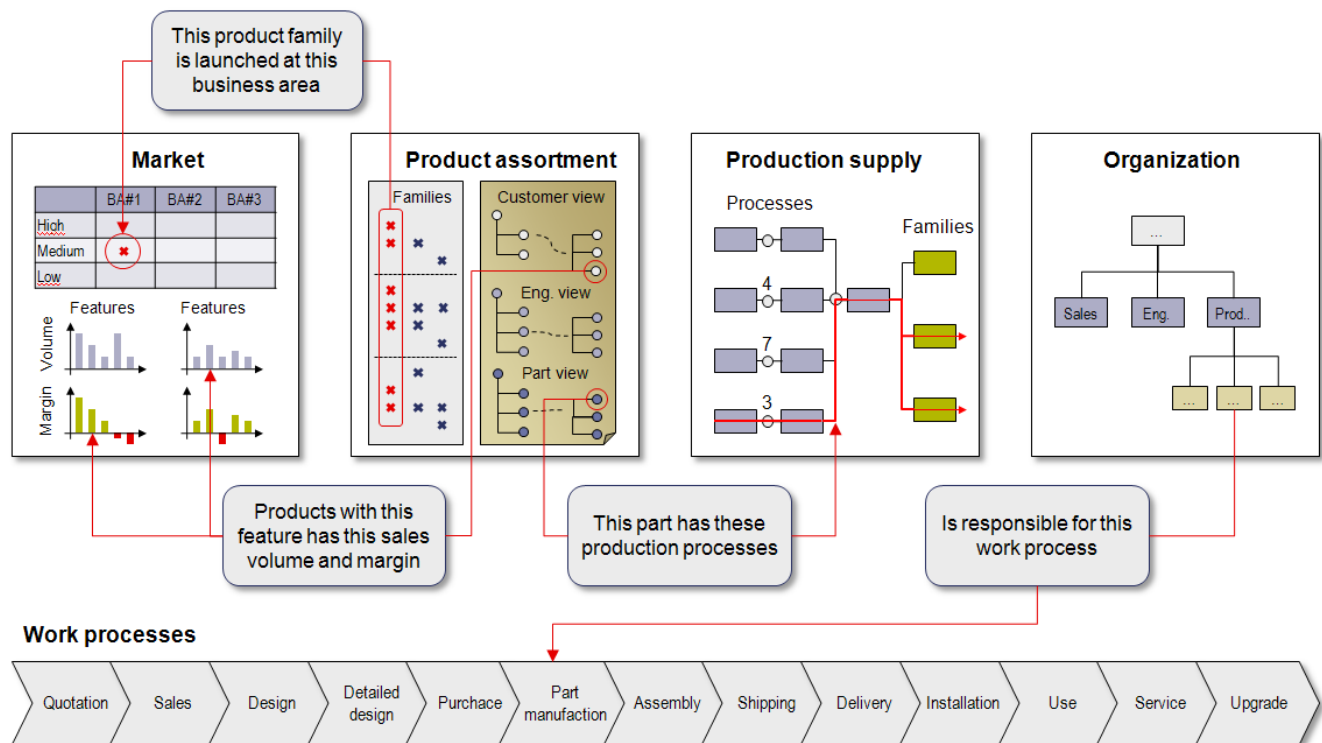 This product family
is launched at this
business area
Market
BA#1 BA#2 BA#3
High
Medium
Low
Features Features
Volume
Margin
Product assortment
Families
Customer view
Eng. view
Part view
Production supply
Processes
Families
4
7
3
Organization
...
Sales Eng. Prod..
... ... ...
Products with this
feature has this sales
volume and margin
This part has these
production processes
Is responsible for this
work process
Work processes
Quotation
Sales
Design
Detailed
design
Purchace
Part
manufaction
Assembly
Shipping
Delivery
Installation
Use
Service
Upgrade